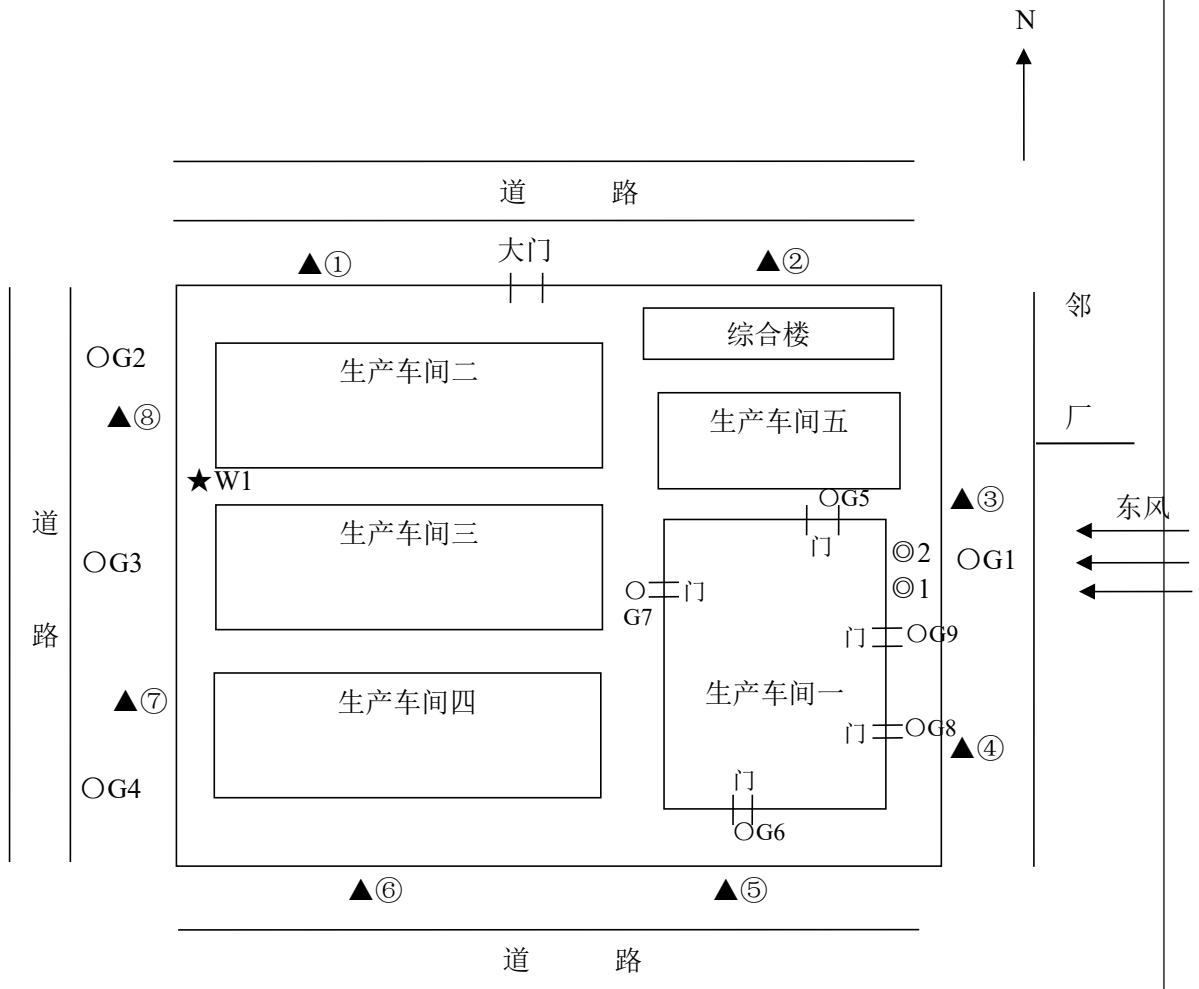 N
道 路
大门
▲①
▲②
邻
厂
综合楼
○G2
生产车间二
▲⑧
生产车间五
★W1
▲③
○G5
东风
道
路
生产车间三
门
◎2
○G1
○G3
◎1
○
门
G7
门
○G9
生产车间四
生产车间一
▲⑦
门
○G8
▲④
○G4
门
○G6
▲⑥
▲⑤
道 路